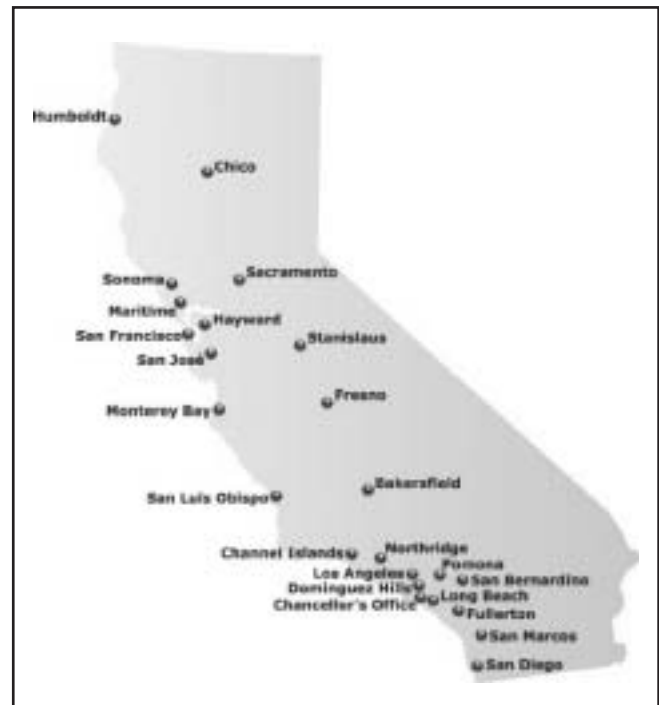 Humboldt
Chico
Sonoma
Sacramento
Maritime
Hayward
San Francisco
Stanislaus
San José
Fresno
Monterey Bay
Bakersfield
San Luis Obispo
Channel Islands
Northridge
Pomona
Los Angeles
San Bernardino
Dominguez Hills
Long Beach
Chancellor's Office
Fullerton
San Marcos
San Diego